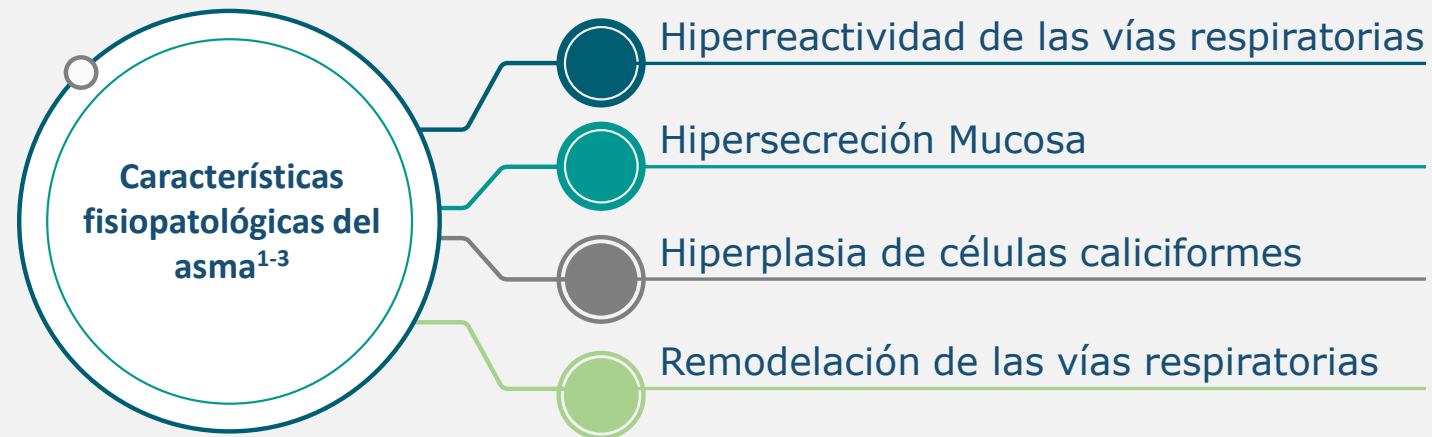 Características
fisiopatológicas del
asma1-3
Hiperreactividad de las vías respiratorias
Hipersecreción Mucosa
Hiperplasia de células caliciformes
Remodelación de las vías respiratorias